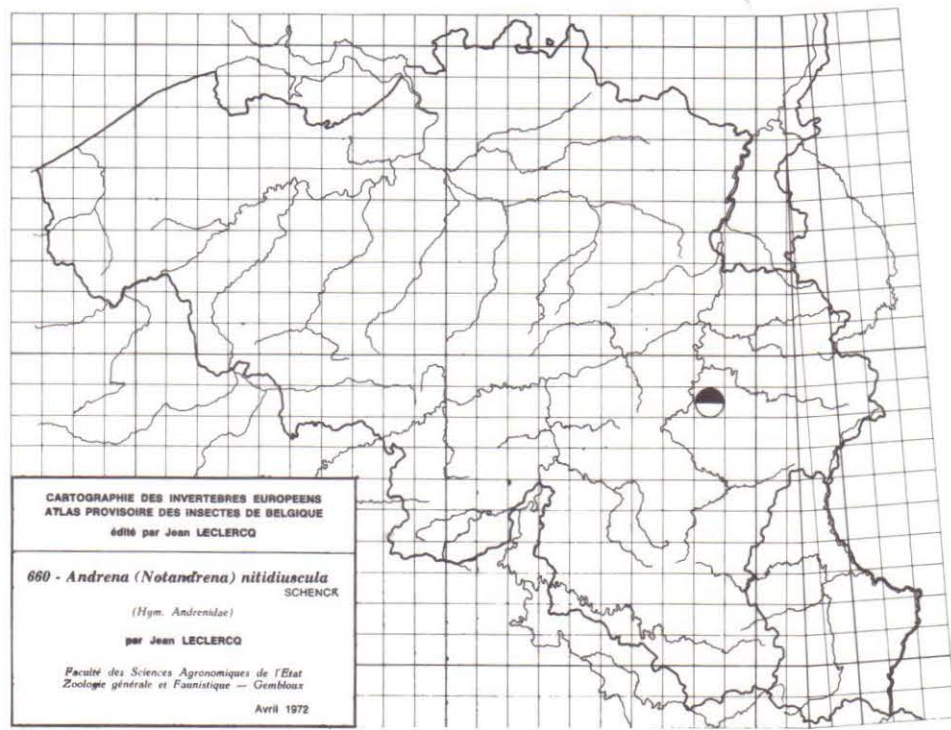 CARTOGRAPHIE DES INVERTEBRES EUROPEENS
ATLAS PROVISOIRE DES INSECTES DE BELGIQUE
édité par Jean LECLERCQ
660 - Andrena (Notandrena) nitidiuscula
SCHENCK
(Hym. Andrenidae)
par Jean LECLERCQ
Faculté des Sciences Agronomiques de l'Etat
Zoologie générale et Faunistique — Gembloux
Avril 1972